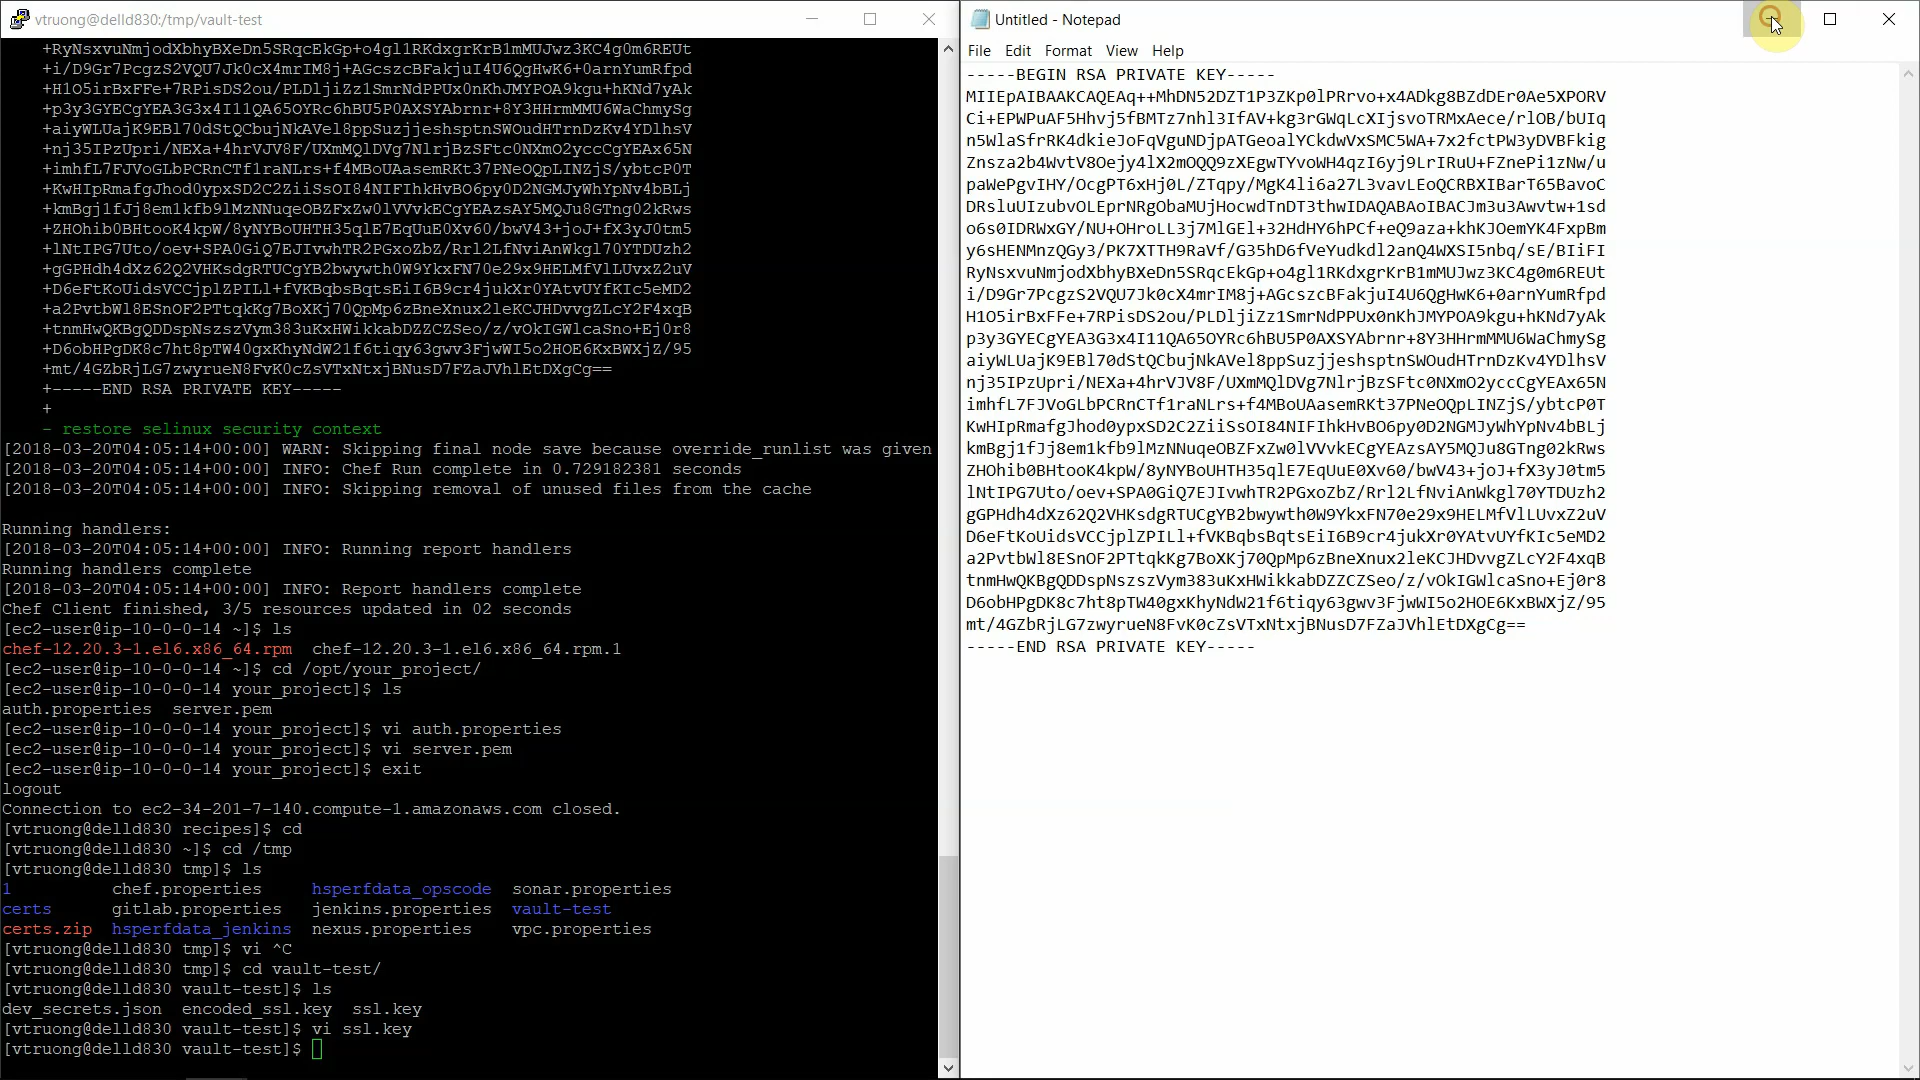 vtruong@delld830:/tmp/vault-test
+RyNsxvuNmjodXbhyBXeDn5SRqcEkGp+o4gl1RKdxgrKrB1mMUJwz3KC4g0m6REUt
+i/D9Gr7PcgzS2VQU7Jk0cX4mrIM8j+AGcszcBFakjuI4U6QgHwK6+0arnYumRfpd
+H1O5irBxFFe+7RPisDS2ou/PLDljiZz1SmrNdPPUx0nKhJMYPOA9kgu+hKNd7yAk
+p3y3GYECgYEA3G3x4I11QA65OYRc6hBU5P0AXSYAbrnr+8Y3HHrmMMU6WaChmySg
+aiyWLUajK9EBl70dStQCbujNkAVel8ppSuzjjeshsptnSWOudHTrnDzKv4YDlhsV
+nj35IPzUpri/NEXa+4hrVJV8F/UXmMQlDVg7NlrjBzSFtc0NXmO2yccCgYEAx65N
+imhfL7FJVoGLbPCRnCTf1raNLrs+f4MBoUAasemRKt37PNeOQpLINZjS/ybtcP0T
+KwHIpRmafgJhod0ypxSD2C2ZiiSsOI84NIFIhkHvBO6py0D2NGMJyWhYpNv4bBLj
+kmBgj1fJj8em1kfb9lMzNNuqeOBZFxZw0lVVvkECgYEAzsAY5MQJu8GTng02kRws
+ZHOhib0BHtooK4kpW/8yNYBoUHTH35qlE7EqUuE0Xv60/bwV43+joJ+fX3yJ0tm5
+lNtIPG7Uto/oev+SPA0GiQ7EJIvwhTR2PGxoZbZ/Rrl2LfNviAnWkgl70YTDUzh2
+gGPHdh4dXz62Q2VHKsdgRTUCgYB2bwywth0W9YkxFN70e29x9HELMfVlLUvxZ2uV
+D6eFtKoUidsVCCjplZPILl+fVKBqbsBqtsEiI6B9cr4jukXr0YAtvUYfKIc5eMD2
+a2PvtbWl8ESnOF2PTtqkKg7BoXKj70QpMp6zBneXnux2leKCJHDvvgZLcY2F4xqB
+tnmHwQKBgQDDspNszszVym383uKxHWikkabDZZCZSeo/z/vOkIGWlcaSno+Ej0r8
+D6obHPgDK8c7ht8pTW40gxKhyNdW21f6tiqy63gwv3FjwWI5o2HOE6KxBWXjZ/95
+mt/4GZbRjLG7zwyrueN8FvK0cZsVTxNtxjBNusD7FZaJVhlEtDXgCg==
+-----END RSA PRIVATE KEY-----
+
- restore selinux security context
[2018-03-20T04:05:14+00:00] WARN: Skipping final node save because override_runlist was given
[2018-03-20T04:05:14+00:00] INFO: Chef Run complete in 0.729182381 seconds
[2018-03-20T04:05:14+00:00] INFO: Skipping removal of unused files from the cache
Running handlers:
[2018-03-20T04:05:14+00:00] INFO: Running report handlers
Running handlers complete
[2018-03-20T04:05:14+00:00] INFO: Report handlers complete
Chef Client finished, 3/5 resources updated in 02 seconds
[ec2-user@ip-10-0-0-14 ~]$ ls
chef-12.20.3-1.el6.x86_64.rpm chef-12.20.3-1.el6.x86_64.rpm.1
[ec2-user@ip-10-0-0-14 ~]$ cd /opt/your_project/
[ec2-user@ip-10-0-0-14 your_project]$ ls
auth.properties server.pem
[ec2-user@ip-10-0-0-14 your_project]$ vi auth.properties
[ec2-user@ip-10-0-0-14 your_project]$ vi server.pem
[ec2-user@ip-10-0-0-14 your_project]$ exit
logout
Connection to ec2-34-201-7-140.compute-1.amazonaws.com closed.
[vtruong@delld830 recipes]$ cd
[vtruong@delld830 ~]$ cd /tmp
[vtruong@delld830 tmp]$ ls
1 chef.properties hsperfdata_opscode sonar.properties
certs gitlab.properties jenkins.properties vault-test
certs.zip hsperfdata_jenkins nexus.properties vpc.properties
[vtruong@delld830 tmp]$ vi ^C
[vtruong@delld830 tmp]$ cd vault-test/
[vtruong@delld830 vault-test]$ ls
dev_secrets.json encoded_ssl.key ssl.key
[vtruong@delld830 vault-test]$ vi ssl.key
[vtruong@delld830 vault-test]$
Untitled - Notepad
File Edit Format View Help
-----BEGIN RSA PRIVATE KEY-----
MIIEpAIBAAKCAQEAq++MhDN52DZT1P3ZKp0lPRrvo+x4ADkg8BZdDEr0Ae5XPORV
Ci+EPWPuAF5Hhvj5fBMTz7nhl3IfAV+kg3rGWqLcXIjsvoTRMxAece/rlOB/bUIq
n5WlaSfrRK4dkieJoFqVguNDjpATGeoalYCkdwVxSMC5WA+7x2fctPW3yDVBFkig
Znsza2b4WvtV8Oejy4lX2mOQQ9zXEgwTYvoWH4qzI6yj9LrIRuU+FZnePi1zNw/u
paWePgvIHY/OcgPT6xHj0L/ZTqpy/MgK4li6a27L3vavLEoQCRBXIBarT65BavoC
DRsluUIzubvOLEprNRgObaMUjHocwdTnDT3thwIDAQABAoIBACJm3u3Awvtw+1sd
o6s0IDRWxGY/NU+OHroLL3j7MlGEl+32HdHY6hPCf+eQ9aza+khKJOemYK4FxpBm
y6sHENMnzQGy3/PK7XTTH9RaVf/G35hD6fVeYudkdl2anQ4WXSI5nbq/sE/BIiFI
RyNsxvuNmjodXbhyBXeDn5SRqcEkGp+o4gl1RKdxgrKrB1mMUJwz3KC4g0m6REUt
i/D9Gr7PcgzS2VQU7Jk0cX4mrIM8j+AGcszcBFakjuI4U6QgHwK6+0arnYumRfpd
H1O5irBxFFe+7RPisDS2ou/PLDljiZz1SmrNdPPUx0nKhJMYPOA9kgu+hKNd7yAk
p3y3GYECgYEA3G3x4I11QA65OYRc6hBU5P0AXSYAbrnr+8Y3HHrmMMU6WaChmySg
aiyWLUajK9EBl70dStQCbujNkAVel8ppSuzjjeshsptnSWOudHTrnDzKv4YDlhsV
nj35IPzUpri/NEXa+4hrVJV8F/UXmMQlDVg7NlrjBzSFtc0NXmO2yccCgYEAx65N
imhfL7FJVoGLbPCRnCTf1raNLrs+f4MBoUAasemRKt37PNeOQpLINZjS/ybtcP0T
KwHIpRmafgJhod0ypxSD2C2ZiiSsOI84NIFIhkHvBO6py0D2NGMJyWhYpNv4bBLj
kmBgj1fJj8em1kfb9lMzNNuqeOBZFxZw0lVVvkECgYEAzsAY5MQJu8GTng02kRws
ZHOhib0BHtooK4kpW/8yNYBoUHTH35qlE7EqUuE0Xv60/bwV43+joJ+fX3yJ0tm5
lNtIPG7Uto/oev+SPA0GiQ7EJIvwhTR2PGxoZbZ/Rrl2LfNviAnWkgl70YTDUzh2
gGPHdh4dXz62Q2VHKsdgRTUCgYB2bwywth0W9YkxFN70e29x9HELMfVlLUvxZ2uV
D6eFtKoUidsVCCjplZPILl+fVKBqbsBqtsEiI6B9cr4jukXr0YAtvUYfKIc5eMD2
a2PvtbWl8ESnOF2PTtqkKg7BoXKj70QpMp6zBneXnux2leKCJHDvvgZLcY2F4xqB
tnmHwQKBgQDDspNszszVym383uKxHWikkabDZZCZSeo/z/vOkIGWlcaSno+Ej0r8
D6obHPgDK8c7ht8pTW40gxKhyNdW21f6tiqy63gwv3FjwWI5o2HOE6KxBWXjZ/95
mt/4GZbRjLG7zwyrueN8FvK0cZsVTxNtxjBNusD7FZaJVhlEtDXgCg==
-----END RSA PRIVATE KEY-----